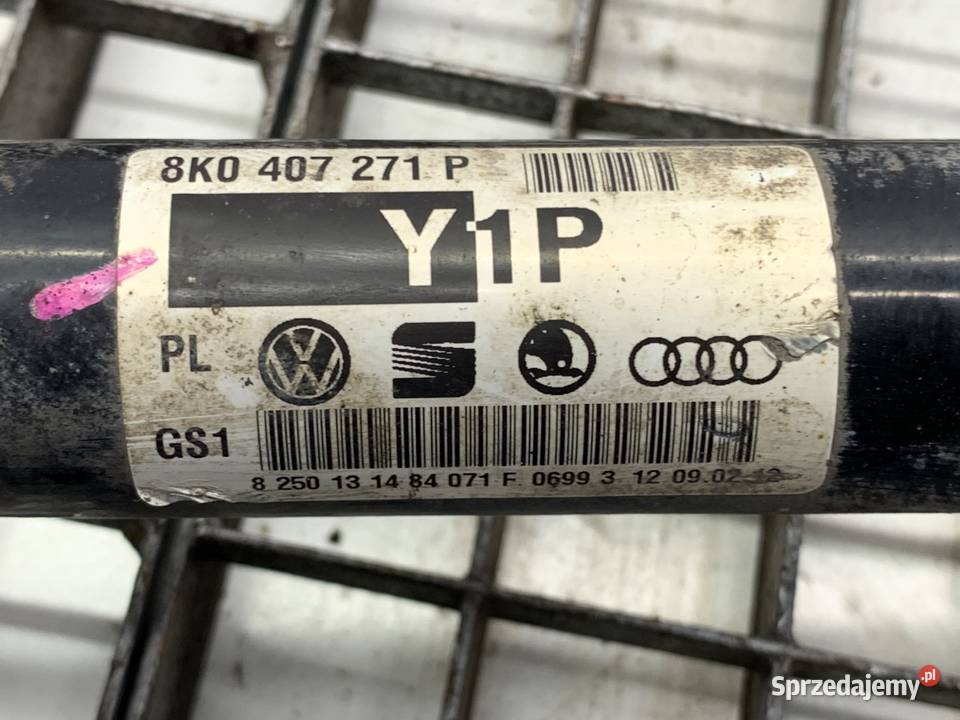 8K0 407 271 P
Y1P
PL
GS1
8 250 13 14 84 071 F 0699 3 12 09.02.12
Sprzedajemy.pl